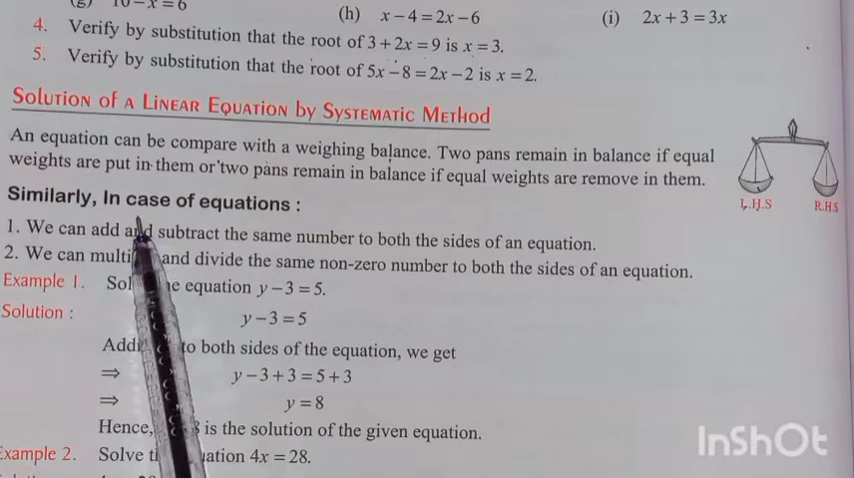 (g) 10 – x = 6
(h) x – 4 = 2x – 6
(i) 2x + 3 = 3x
4. Verify by substitution that the root of 3 + 2x = 9 is x = 3.
5. Verify by substitution that the root of 5x – 8 = 2x – 2 is x = 2.
Solution of a Linear Equation by Systematic Method
An equation can be compare with a weighing balance. Two pans remain in balance if equal
weights are put in them or two pans remain in balance if equal weights are remove in them.
L.H.S R.H.S
Similarly, In case of equations :
1. We can add and subtract the same number to both the sides of an equation.
2. We can multi and divide the same non-zero number to both the sides of an equation.
Example 1. Sol e equation y – 3 = 5.
Solution : y – 3 = 5
Addi to both sides of the equation, we get
⇒ y – 3 + 3 = 5 + 3
⇒ y = 8
Hence, 8 is the solution of the given equation.
Example 2. Solve t uation 4x = 28.
InShOt